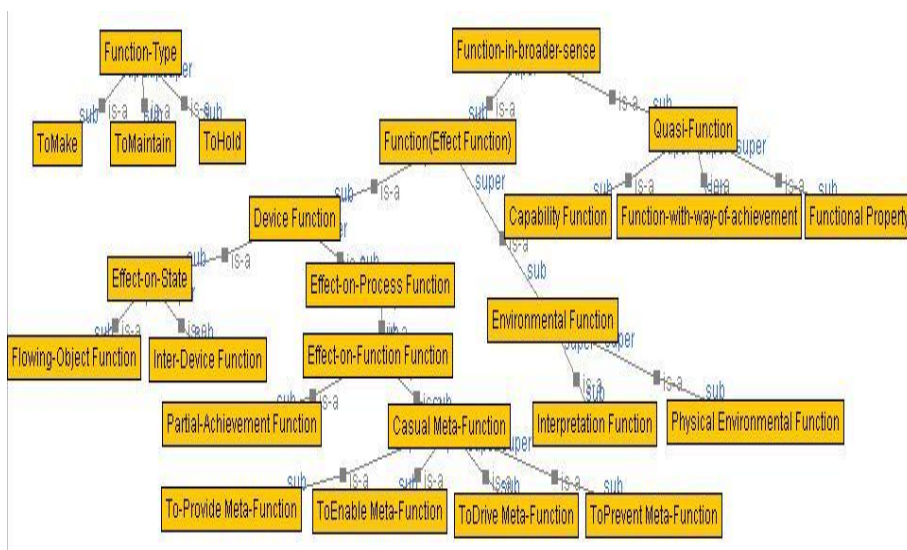 Function-Type
Function-in-broader-sense
super
sub is-a is-a is-a sub
sub is-a is-a sub
ToMake
ToMaintain
ToHold
Function(Effect Function)
Quasi-Function
super
sub is-a
super
is-a is-a is-a sub
Device Function
Capability Function
Function-with-way-of-achievement
Functional Property
sub is-a
is-a
sub
Effect-on-State
Effect-on-Process Function
Environmental Function
is-a
Flowing-Object Function
Inter-Device Function
Effect-on-Function Function
super
sub is-a
is-a
sub
is-a
sub
Partial-Achievement Function
Casual Meta-Function
Interpretation Function
Physical Environmental Function
super
sub is-a
sub is-a
is-a
sub
is-a
sub
To-Provide Meta-Function
ToEnable Meta-Function
ToDrive Meta-Function
ToPrevent Meta-Function